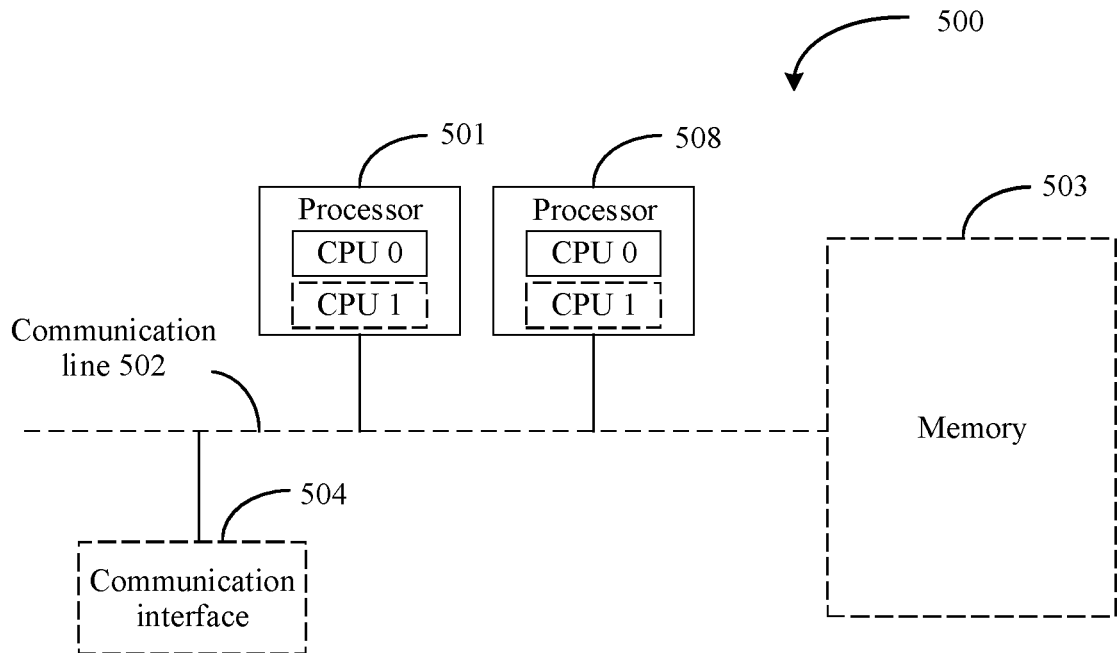 500
501
508
503
Processor
Processor
CPU 0
CPU 0
CPU 1
CPU 1
Communication
line 502
Memory
504
Communication
interface